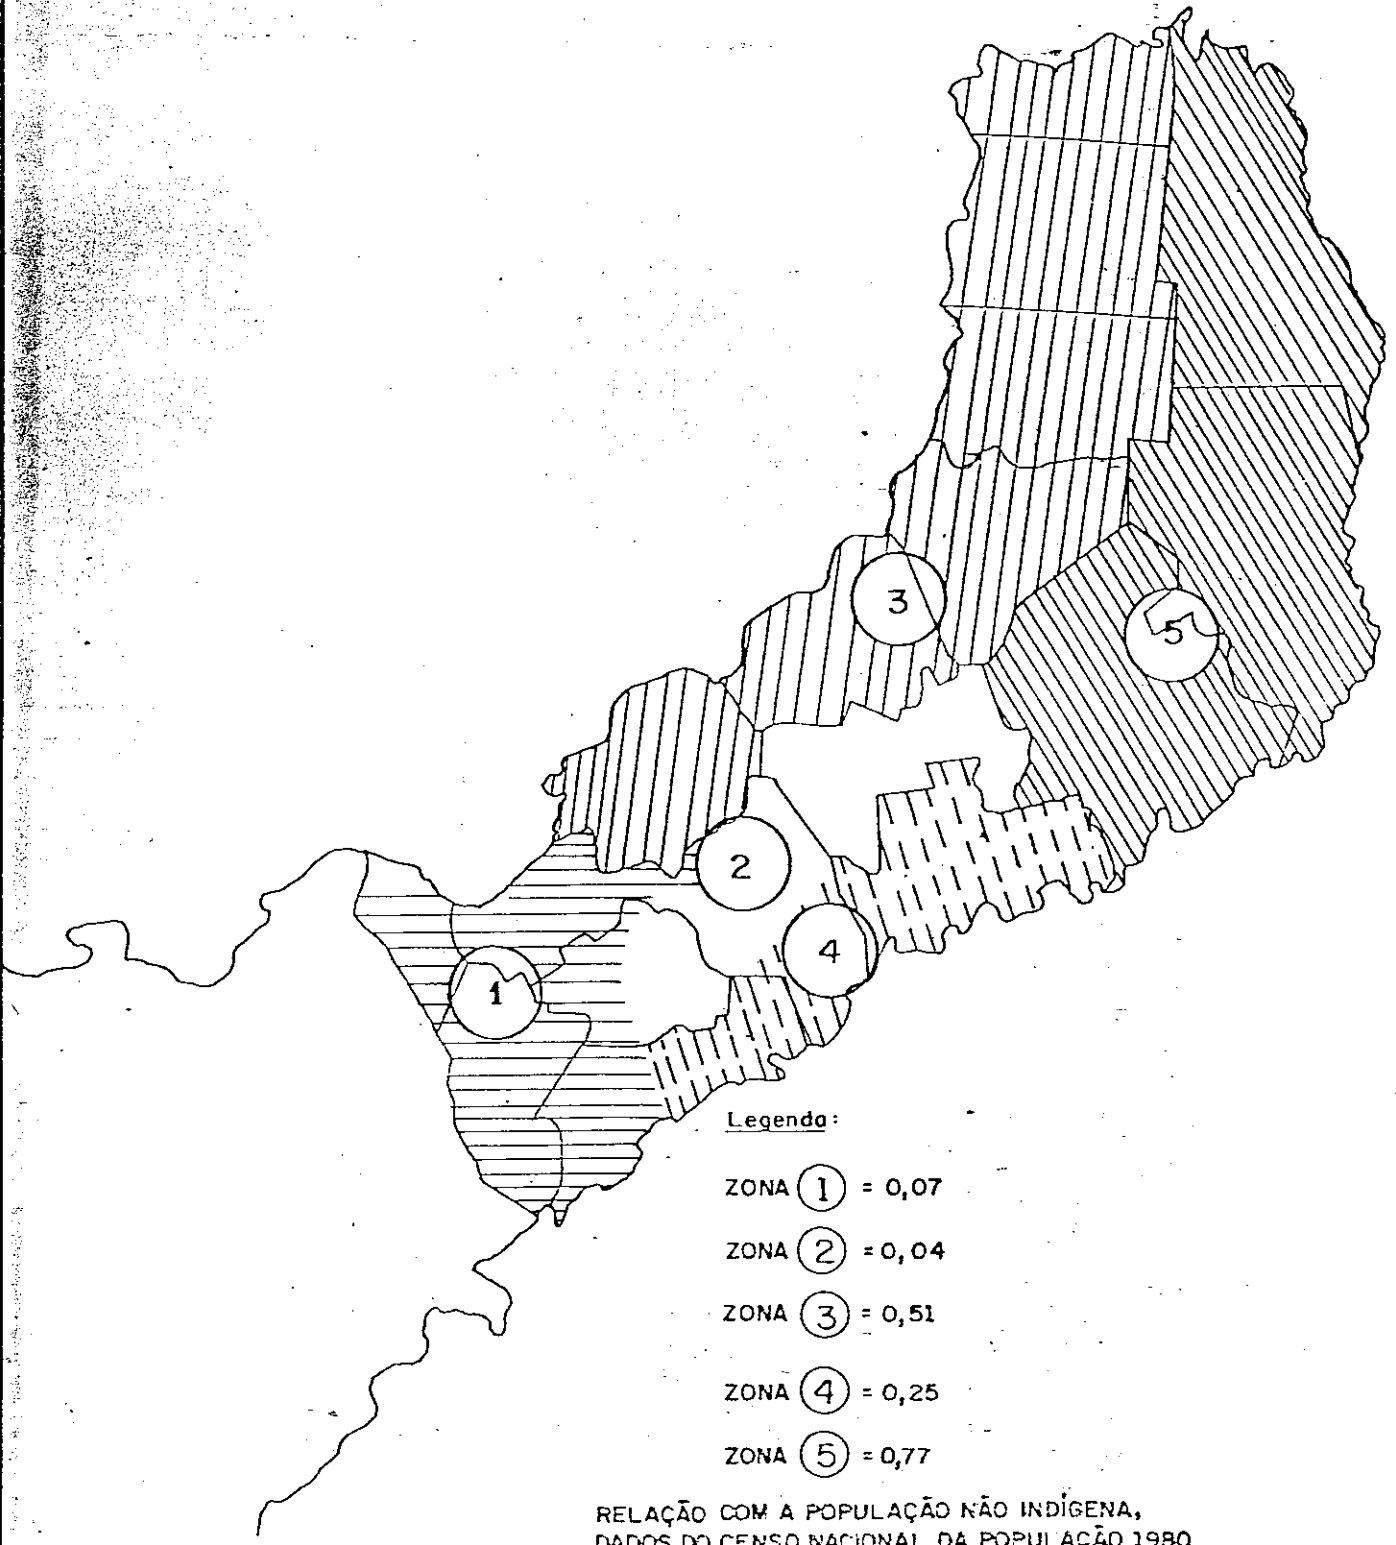 3
5
2
4
1
Legenda:
ZONA 1 = 0,07
ZONA 2 = 0,04
ZONA 3 = 0,51
ZONA 4 = 0,25
ZONA 5 = 0,77
RELAÇÃO COM A POPULAÇÃO NÃO INDÍGENA,
DADOS DO CENSO NACIONAL DA POPULAÇÃO 1980